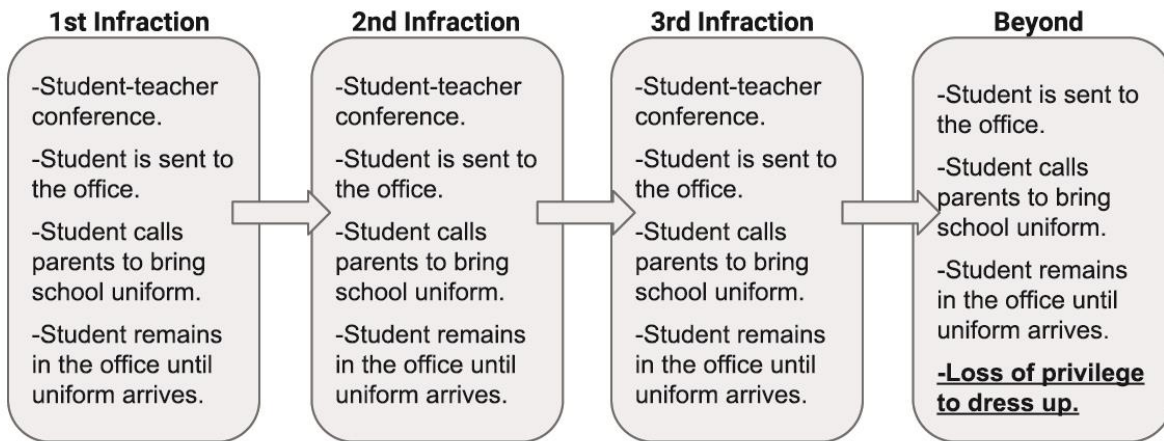 1st Infraction
-Student-teacher
conference.
-Student is sent to
the office.
-Student calls
parents to bring
school uniform.
-Student remains
in the office until
uniform arrives.
2nd Infraction
-Student-teacher
conference.
-Student is sent to
the office.
-Student calls
parents to bring
school uniform.
-Student remains
in the office until
uniform arrives.
3rd Infraction
-Student-teacher
conference.
-Student is sent to
the office.
-Student calls
parents to bring
school uniform.
-Student remains
in the office until
uniform arrives.
Beyond
-Student is sent to
the office.
-Student calls
parents to bring
school uniform.
-Student remains
in the office until
uniform arrives.
-Loss of privilege
to dress up.